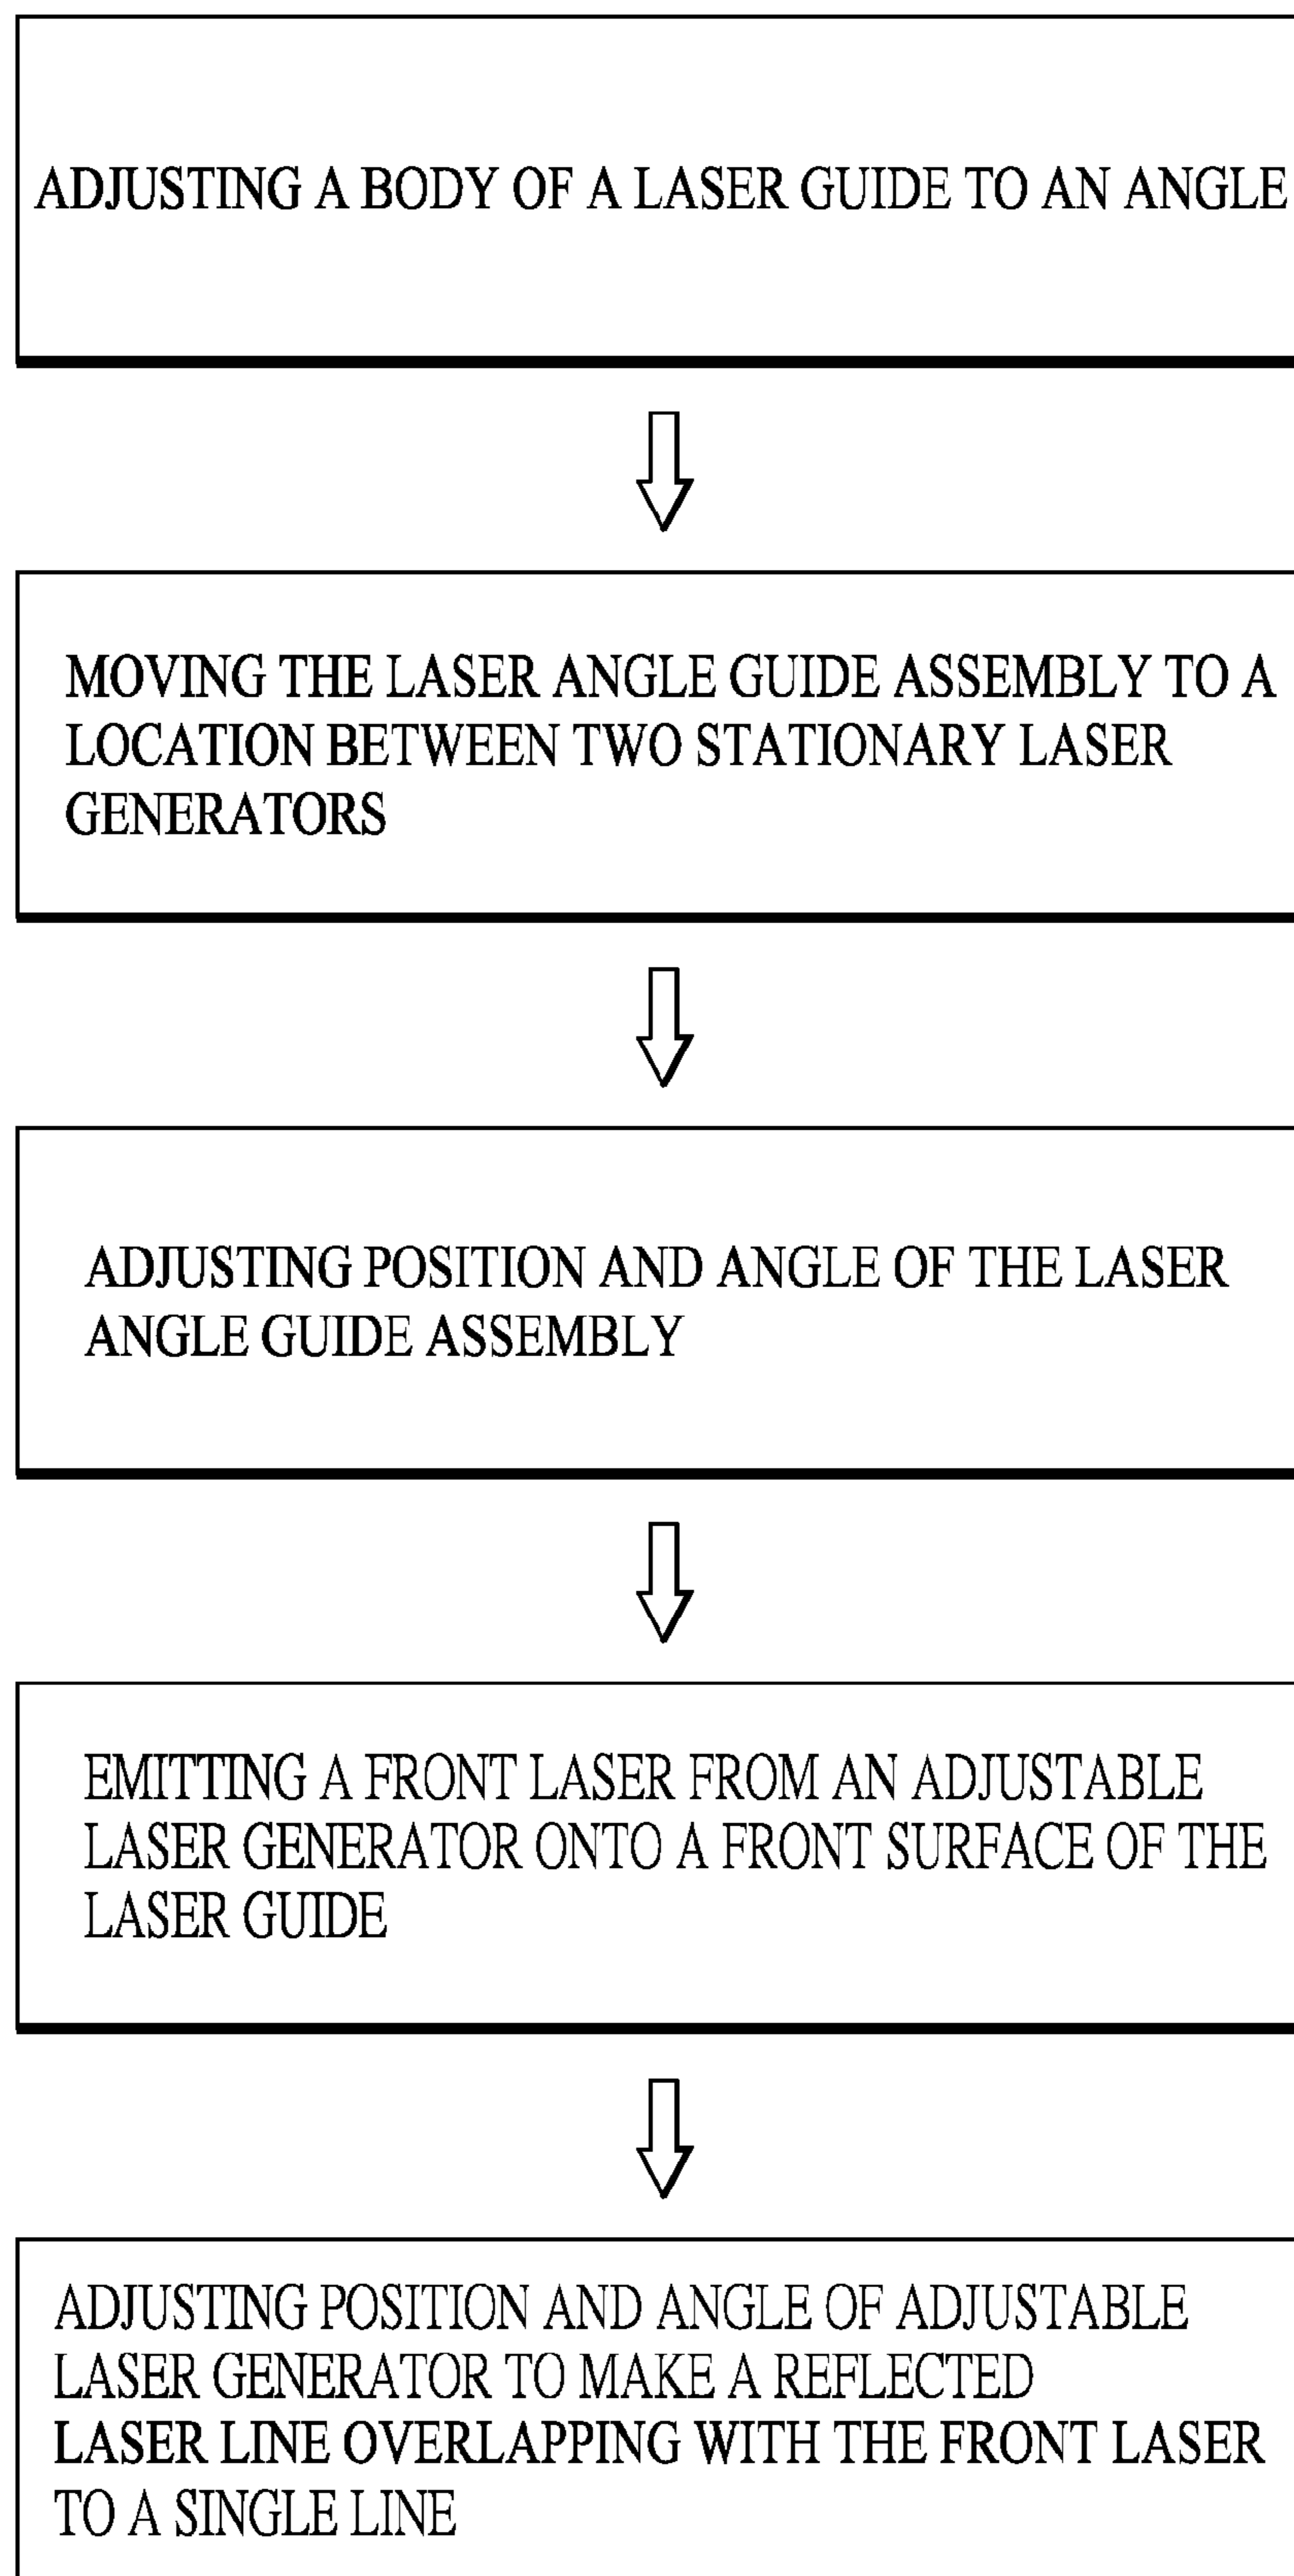 ADJUSTING A BODY OF A LASER GUIDE TO AN ANGLE
MOVING THE LASER ANGLE GUIDE ASSEMBLY TO A
LOCATION BETWEEN TWO STATIONARY LASER
GENERATORS
ADJUSTING POSITION AND ANGLE OF THE LASER
ANGLE GUIDE ASSEMBLY
EMITTING A FRONT LASER FROM AN ADJUSTABLE
LASER GENERATOR ONTO A FRONT SURFACE OF THE
LASER GUIDE
ADJUSTING POSITION AND ANGLE OF ADJUSTABLE
LASER GENERATOR TO MAKE A REFLECTED
LASER LINE OVERLAPPING WITH THE FRONT LASER
TO A SINGLE LINE